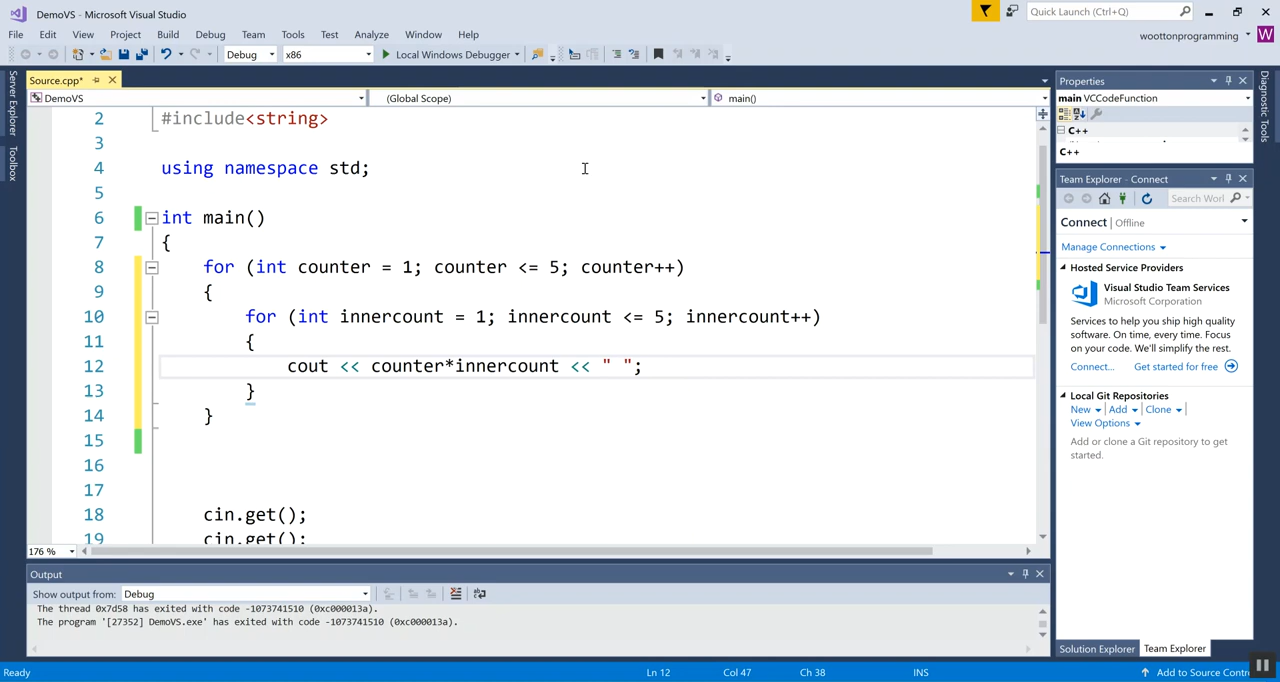 DemoVS - Microsoft Visual Studio
Quick Launch (Ctrl+Q)
File Edit View Project Build Debug Team Tools Test Analyze Window Help
woottonprogramming W
Debug x86 Local Windows Debugger
Server Explorer
Toolbox
Source.cpp*
DemoVS (Global Scope) main()
2 #include<string>
3
4 using namespace std;
5
6 int main()
7 {
8 for (int counter = 1; counter <= 5; counter++)
9 {
10 for (int innercount = 1; innercount <= 5; innercount++)
11 {
12 cout << counter*innercount << " ";
13 }
14 }
15
16
17
18 cin.get();
19 cin.get();
176 %
Output
Show output from: Debug
The thread 0x7d58 has exited with code -1073741510 (0xc000013a).
The program '[27352] DemoVS.exe' has exited with code -1073741510 (0xc000013a).
Properties
main VCCodeFunction
C++
C++
Team Explorer - Connect
Search Worl
Connect | Offline
Manage Connections
Hosted Service Providers
Visual Studio Team Services
Microsoft Corporation
Success to help you ship high quality
software. On time, every time. Focus
on your code. We'll simplify the rest.
Connect... Get started for free
Local Git Repositories
New Add Clone
View Options
Add or clone a Git repository to get
started.
Solution Explorer Team Explorer
Diagnostic Tools
Ready Ln 12 Col 47 Ch 38 INS Add to Source Contr